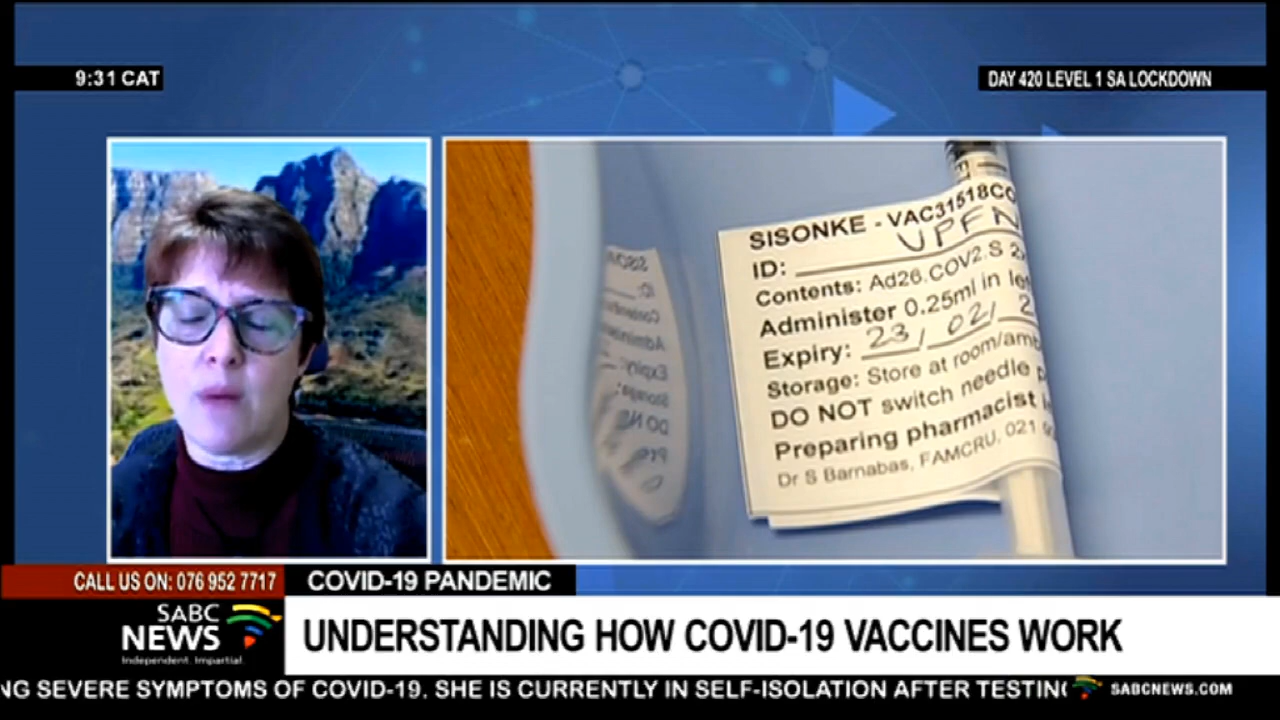 9:31 CAT
DAY 420 LEVEL 1 SA LOCKDOWN
SISONKE - VAC31518CO
ID: UPFN
Contents: Ad26.COV2.S
Administer 0.25ml in
Expiry: 23/02/2
Storage: Store at room/amb
DO NOT switch needle
Preparing pharmacist
Dr S Barnabas, FAMCRU, 021
CALL US ON: 076 952 7717
COVID-19 PANDEMIC
SABC
NEWS
Independent. Impartial.
UNDERSTANDING HOW COVID-19 VACCINES WORK
NG SEVERE SYMPTOMS OF COVID-19. SHE IS CURRENTLY IN SELF-ISOLATION AFTER TESTIN
SABCNEWS.COM